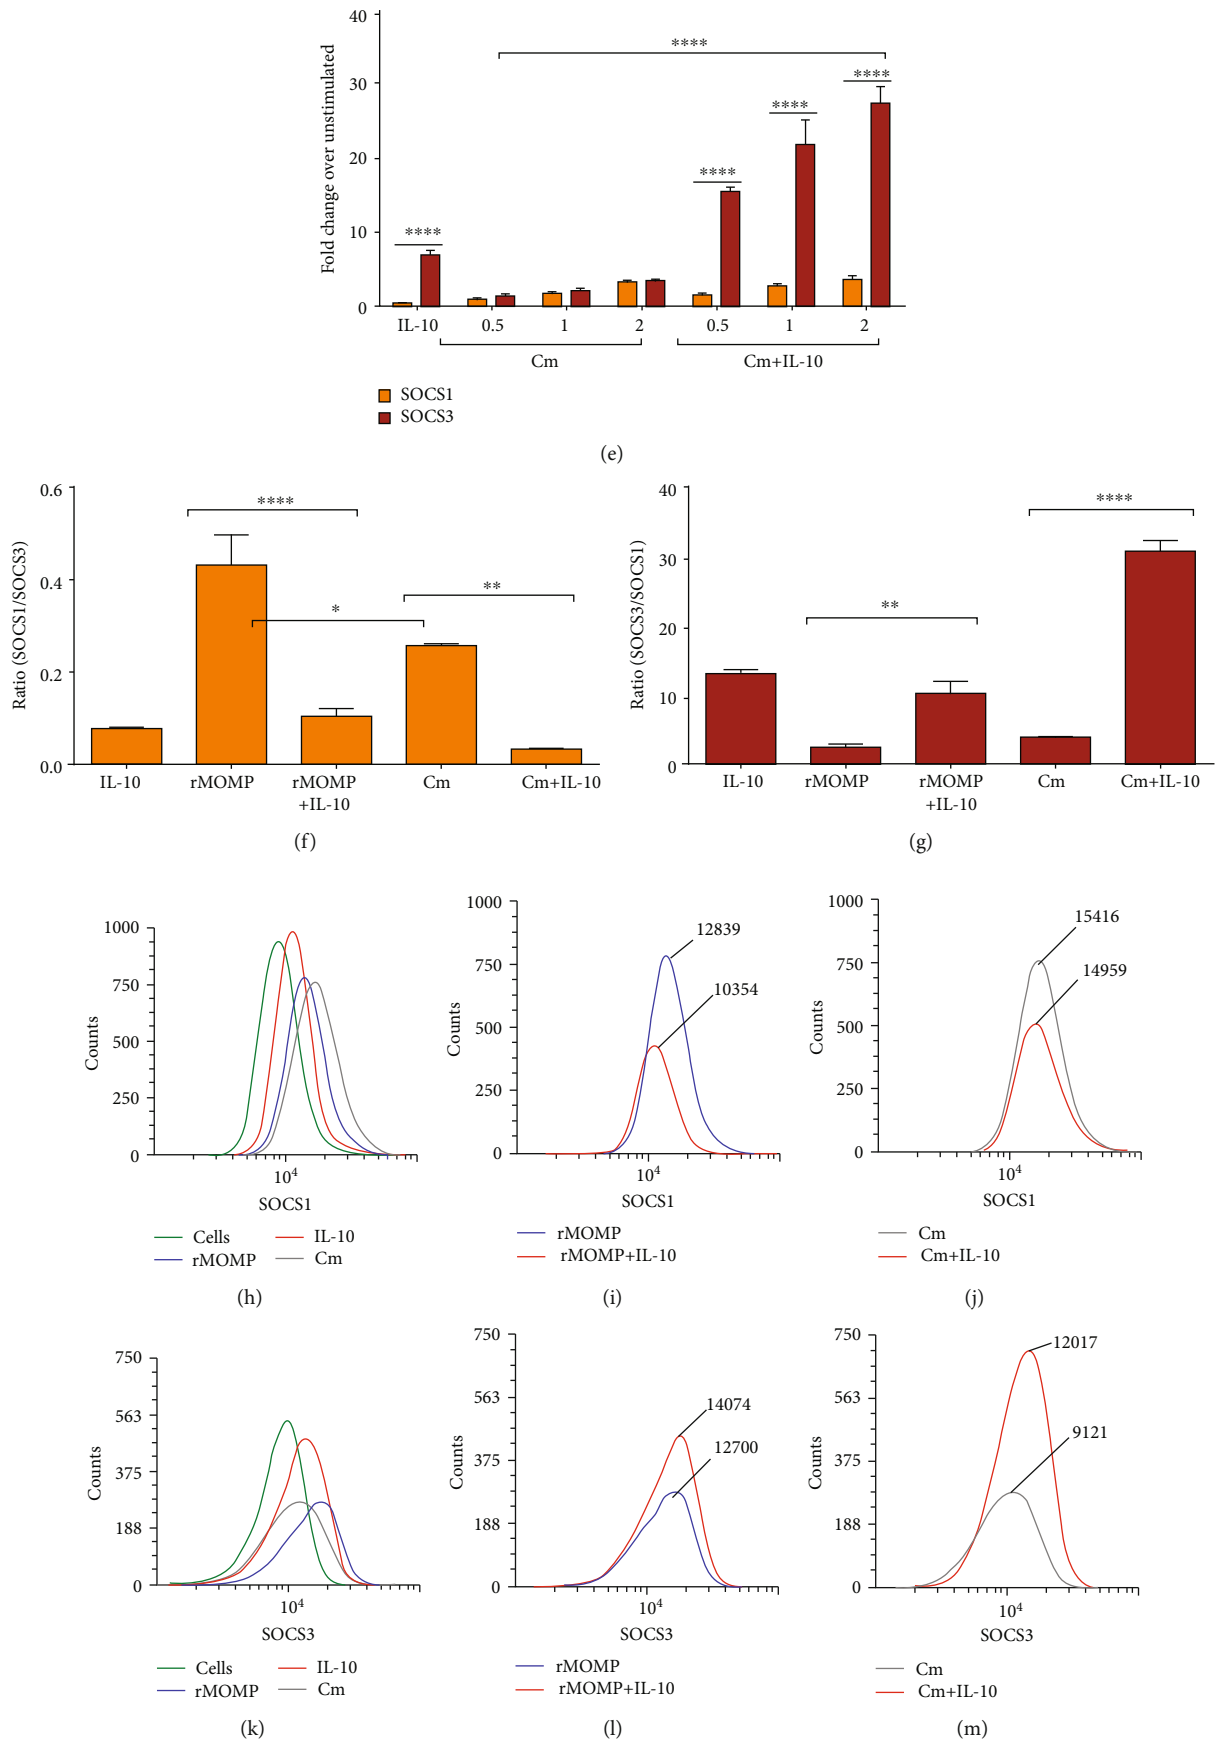 Fold change over unstimulated
40
30
20
10
0
****
****
****
****
****
IL-10
0.5
1
2
0.5
1
2
Cm
Cm+IL-10
SOCS1
SOCS3
(e)
Ratio (SOCS1/SOCS3)
0.6
0.4
0.2
0.0
****
*
**
IL-10
rMOMP
rMOMP
+IL-10
Cm
Cm+IL-10
(f)
Ratio (SOCS3/SOCS1)
40
30
20
10
0
**
****
IL-10
rMOMP
rMOMP
+IL-10
Cm
Cm+IL-10
(g)
Counts
1000
750
500
250
0
10⁴
SOCS1
Cells
IL-10
rMOMP
Cm
(h)
Counts
1000
750
500
250
0
12839
10354
10⁴
SOCS1
rMOMP
rMOMP+IL-10
(i)
Counts
1000
750
500
250
0
15416
14959
10⁴
SOCS1
Cm
Cm+IL-10
(j)
Counts
750
563
375
188
0
10⁴
SOCS3
Cells
IL-10
rMOMP
Cm
(k)
Counts
750
563
375
188
0
14074
12700
10⁴
SOCS3
rMOMP
rMOMP+IL-10
(l)
Counts
750
563
375
188
0
12017
9121
10⁴
SOCS3
Cm
Cm+IL-10
(m)